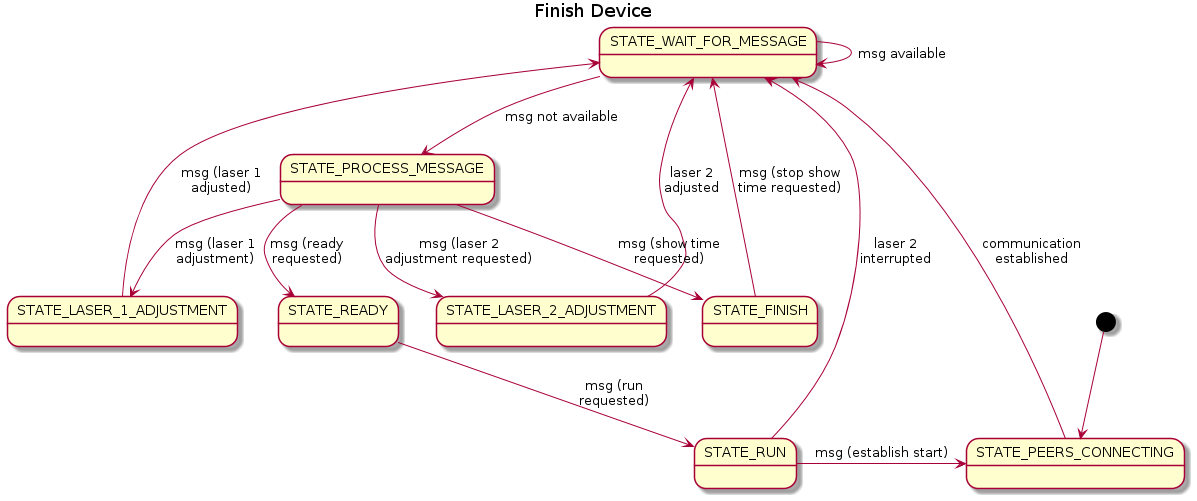 Finish Device
STATE_WAIT_FOR_MESSAGE
msg available
msg not available
STATE_PROCESS_MESSAGE
msg (laser 1
adjusted)
laser 2
adjusted
msg (stop show
time requested)
msg (laser 1
adjustment)
msg (ready
requested)
msg (laser 2
adjustment requested)
msg (show time
requested)
laser 2
interrupted
communication
established
STATE_LASER_1_ADJUSTMENT
STATE_READY
STATE_LASER_2_ADJUSTMENT
STATE_FINISH
msg (run
requested)
STATE_RUN
msg (establish start)
STATE_PEERS_CONNECTING